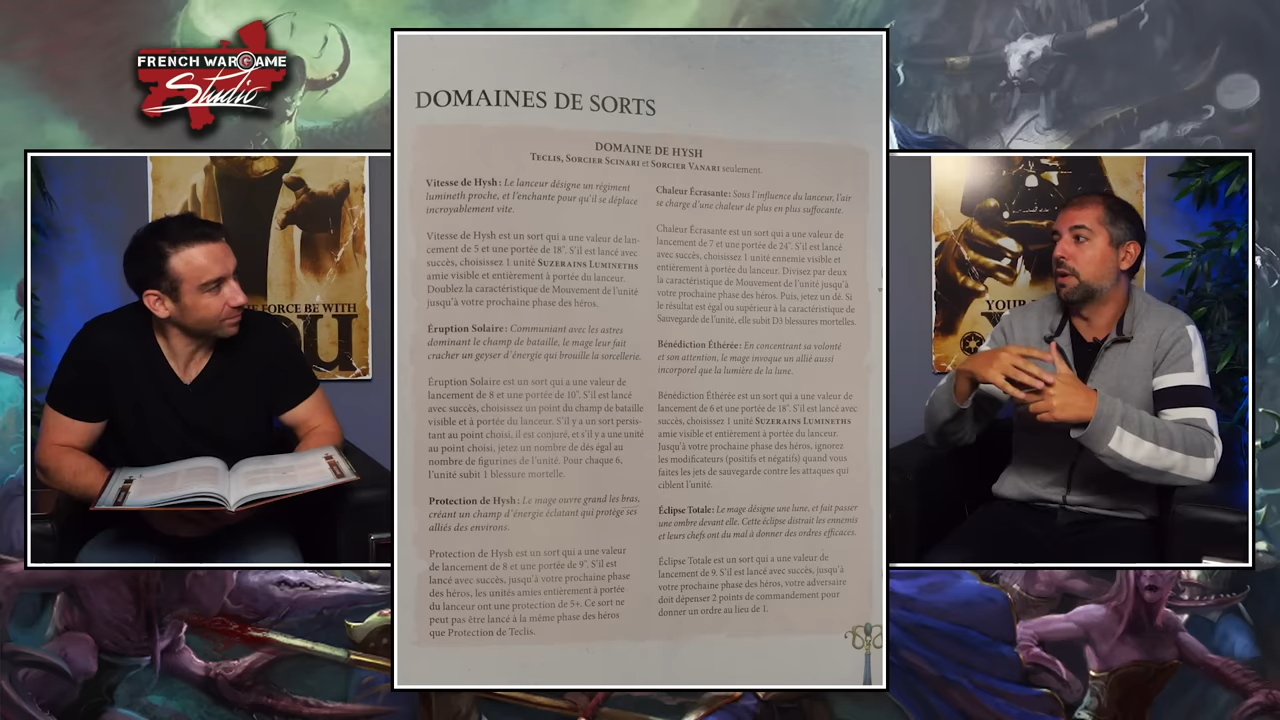 FRENCH WARGAME
Studio
DOMAINES DE SORTS
DOMAINE DE HYSH
Teclis, Sorcier Scinari et Sorcier Vanari seulement.
Vitesse de Hysh : Le lanceur désigne un régiment
lumineth proche, et l'enchante pour qu'il se déplace
incroyablement vite.
Vitesse de Hysh est un sort qui a une valeur de lan-
cement de 5 et une portée de 18". S'il est lancé avec
succès, choisissez 1 unité Suzerains Lumineths
amie visible et entièrement à portée du lanceur.
Doublez la caractéristique de Mouvement de l'unité
jusqu'à votre prochaine phase des héros.
Éruption Solaire : Communiant avec les astres
dominant le champ de bataille, le mage leur fait
cracher un geyser d'énergie qui brouille la sorcellerie.
Éruption Solaire est un sort qui a une valeur de
lancement de 8 et une portée de 10". S'il est lancé
avec succès, choisissez un point du champ de bataille
visible et à portée du lanceur. S'il y a un sort persis-
tant au point choisi, il est conjuré, et s'il y a une unité
au point choisi, jetez un nombre de dés égal au
nombre de figurines de l'unité. Pour chaque 6,
l'unité subit 1 blessure mortelle.
Protection de Hysh : Le mage ouvre grand les bras,
créant un champ d'énergie éclatant qui protège ses
alliés des environs.
Protection de Hysh est un sort qui a une valeur
de lancement de 8 et une portée de 9". S'il est
lancé avec succès, jusqu'à votre prochaine phase
des héros, les unités amies entièrement à portée
du lanceur ont une protection de 5+. Ce sort ne
peut pas être lancé à la même phase des héros
que Protection de Teclis.
Chaleur Écrasante : Sous l'influence du lanceur, l'air
se charge d'une chaleur de plus en plus suffocante.
Chaleur Écrasante est un sort qui a une valeur de
lancement de 7 et une portée de 24". S'il est lancé
avec succès, choisissez 1 unité ennemie visible et
entièrement à portée du lanceur. Divisez par deux
la caractéristique de Mouvement de l'unité jusqu'à
votre prochaine phase des héros. Puis, jetez un dé. Si
le résultat est égal ou supérieur à la caractéristique de
Sauvegarde de l'unité, elle subit D3 blessures mortelles.
Bénédiction Éthérée : En concentrant sa volonté
et son attention, le mage invoque un allié aussi
incorporel que la lumière de la lune.
Bénédiction Éthérée est un sort qui a une valeur de
lancement de 6 et une portée de 18". S'il est lancé avec
succès, choisissez 1 unité Suzerains Lumineths
amie visible et entièrement à portée du lanceur.
Jusqu'à votre prochaine phase des héros, ignorez
les modificateurs (positifs et négatifs) quand vous
faites les jets de sauvegarde contre les attaques qui
ciblent l'unité.
Éclipse Totale : Le mage désigne une lune, et fait passer
une ombre devant elle. Cette éclipse distrait les ennemis
et leurs chefs ont du mal à donner des ordres efficaces.
Éclipse Totale est un sort qui a une valeur de
lancement de 9. S'il est lancé avec succès, jusqu'à
votre prochaine phase des héros, votre adversaire
doit dépenser 2 points de commandement pour
donner un ordre au lieu de 1.
E FORCE BE WITH
OU
YOUR